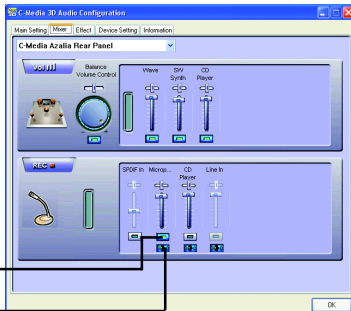 C-Media 3D Audio Configuration
Main Setting Mixer Effect Device Setting Information
C-Media Azalia Rear Panel
Vol
Balance
Volume Control
Wave
SW
Synth
CD
Player
REC
SPDIF In Microp... CD
Player
Line In
OK